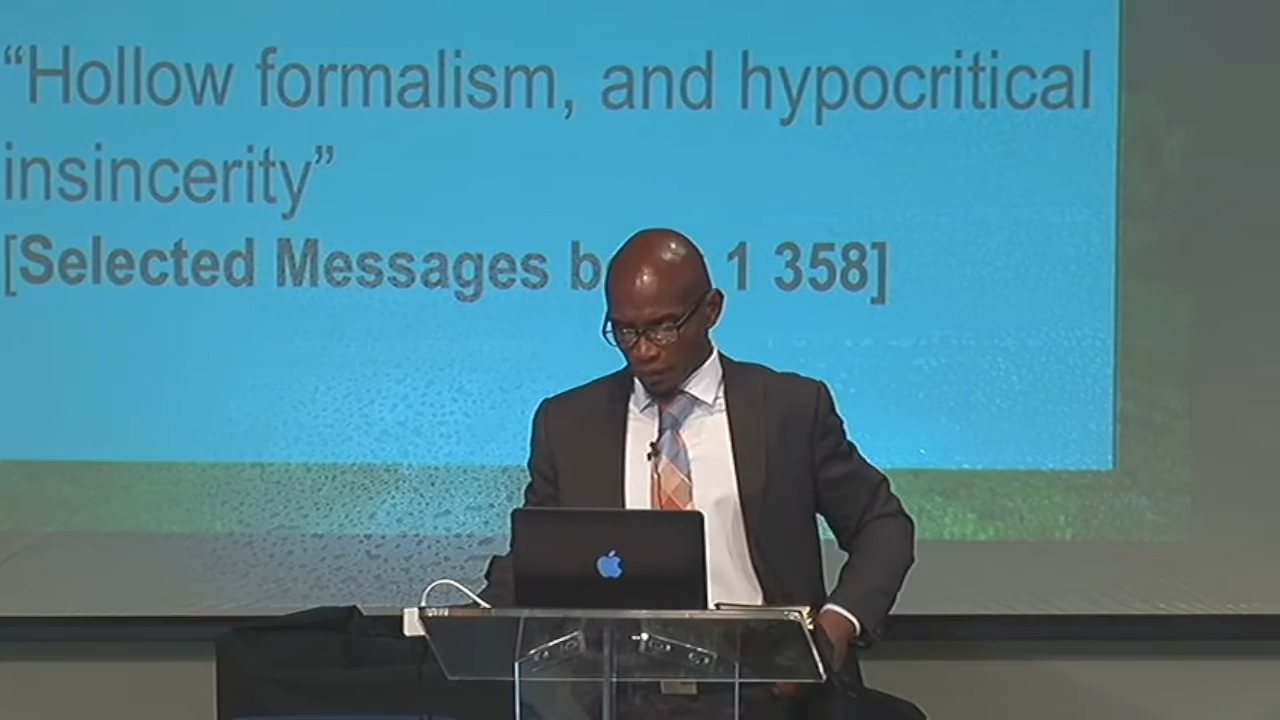 “Hollow formalism, and hypocritical
insincerity”
[Selected Messages b 1 358]